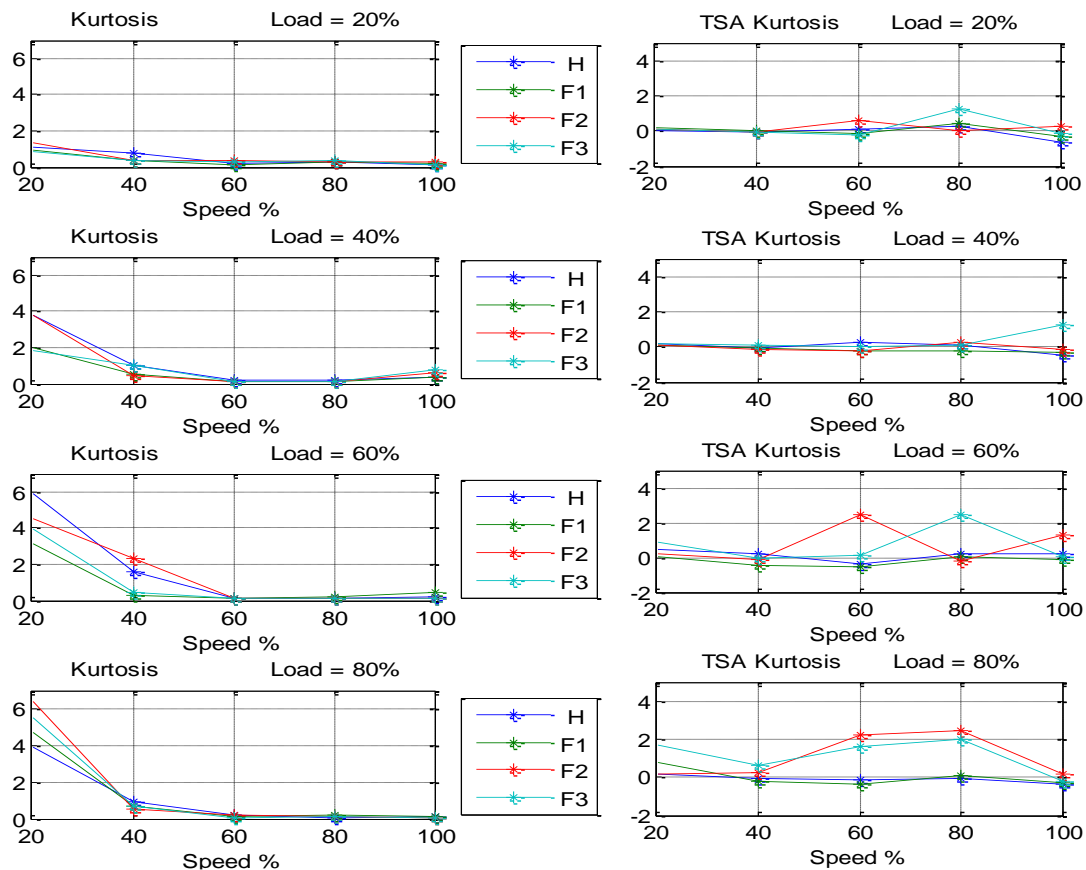 Kurtosis Load = 20%
6
4
2
0
20 40 60 80 100
Speed %
H
F1
F2
F3
TSA Kurtosis Load = 20%
4
2
0
-2
20 40 60 80 100
Speed %
Kurtosis Load = 40%
6
4
2
0
20 40 60 80 100
Speed %
H
F1
F2
F3
TSA Kurtosis Load = 40%
4
2
0
-2
20 40 60 80 100
Speed %
Kurtosis Load = 60%
6
4
2
0
20 40 60 80 100
Speed %
H
F1
F2
F3
TSA Kurtosis Load = 60%
4
2
0
-2
20 40 60 80 100
Speed %
Kurtosis Load = 80%
6
4
2
0
20 40 60 80 100
Speed %
H
F1
F2
F3
TSA Kurtosis Load = 80%
4
2
0
-2
20 40 60 80 100
Speed %